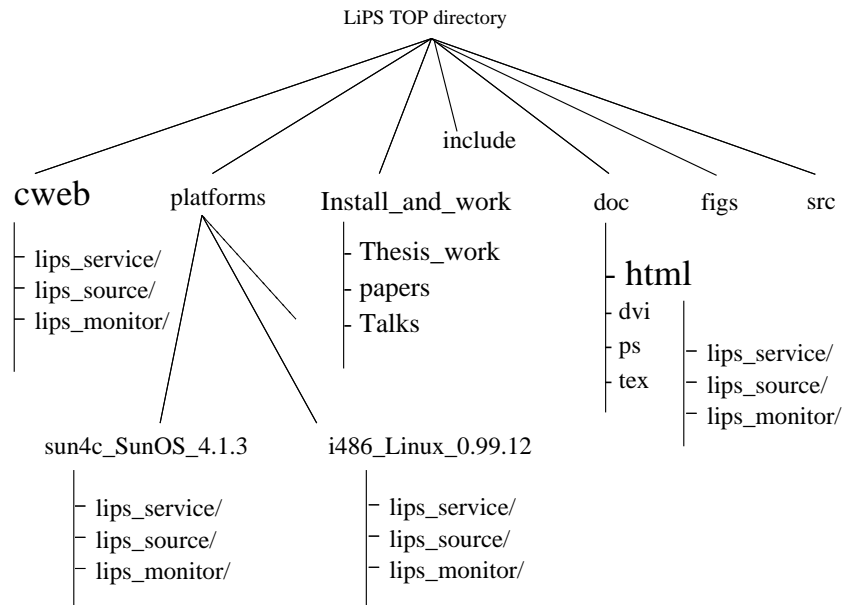 LiPS TOP directory
include
cweb
platforms
Install_and_work
doc
figs
src
lips_service/
lips_source/
lips_monitor/
Thesis_work
papers
Talks
html
dvi
ps
tex
lips_service/
lips_source/
lips_monitor/
sun4c_SunOS_4.1.3
i486_Linux_0.99.12
lips_service/
lips_source/
lips_monitor/
lips_service/
lips_source/
lips_monitor/